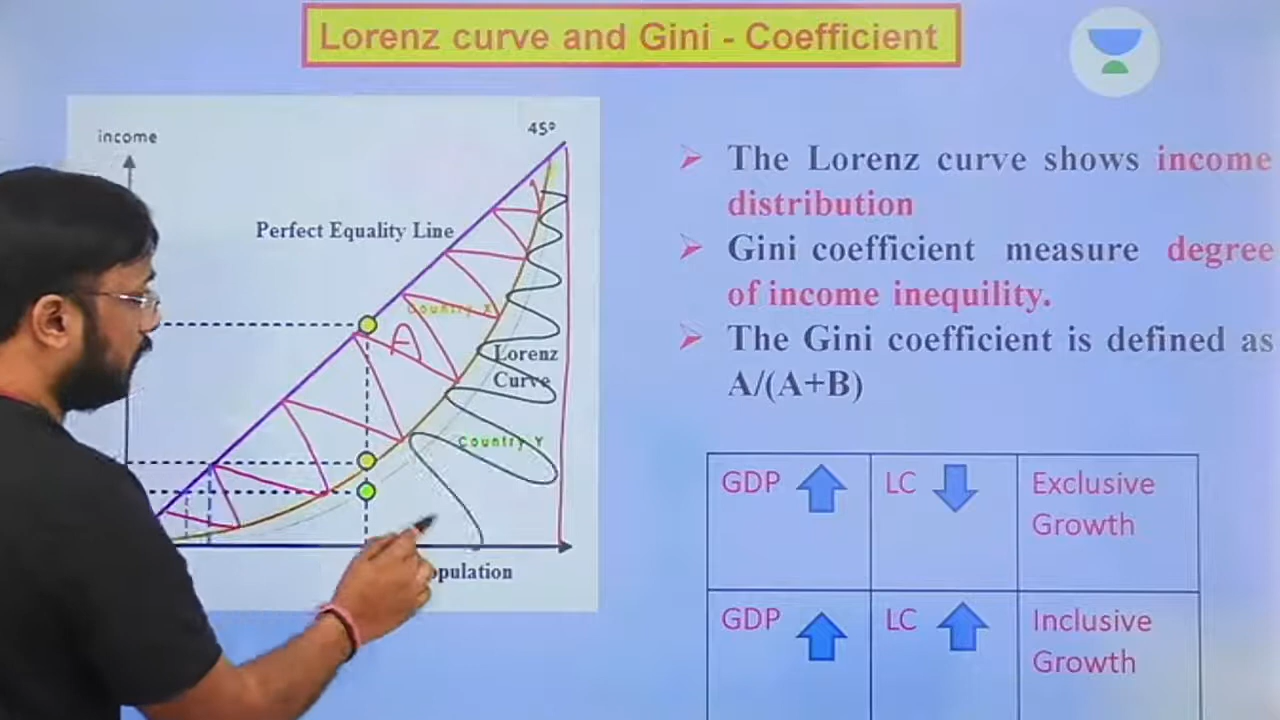 Lorenz curve and Gini - Coefficient
income
45º
Perfect Equality Line
Country X
A
Lorenz
Curve
Country Y
opulation
The Lorenz curve shows income
distribution
Gini coefficient measure degree
of income inequility.
The Gini coefficient is defined as
A/(A+B)
GDP LC Exclusive
Growth
GDP LC Inclusive
Growth